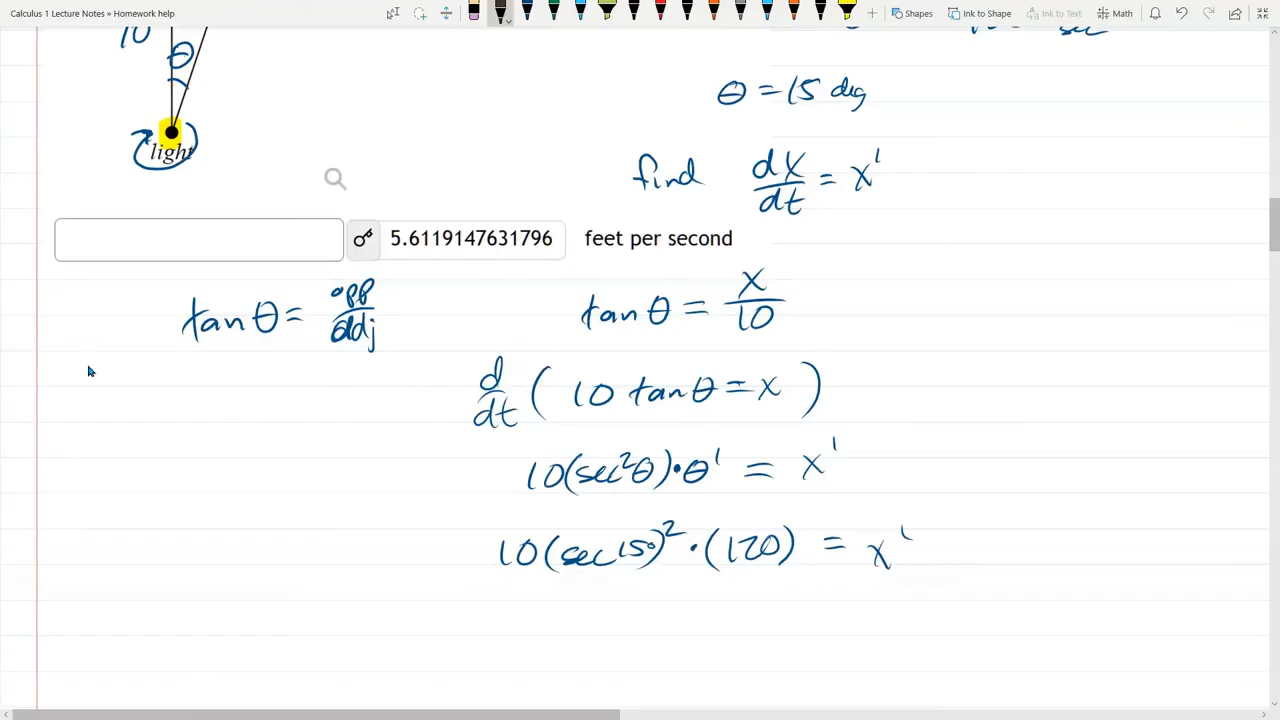 Calculus 1 Lecture Notes » Homework help
Shapes Ink to Shape Ink to Text Math
10 θ
sec
θ = 15 deg
light
find dx/dt = x'
5.6119147631796 feet per second
tan θ = opp/adj tan θ = x/10
d/dt ( 10 tan θ = x )
10(sec²θ)·θ' = x'
10(sec 15°)²·(120) = x'